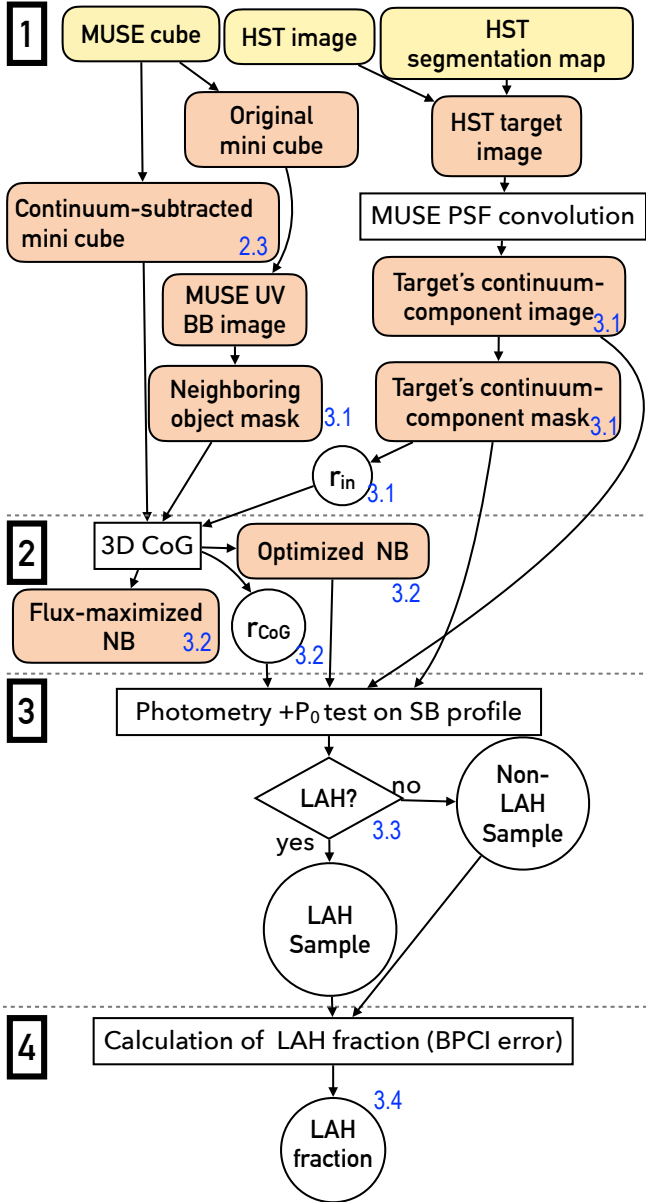 1
MUSE cube
HST image
HST
segmentation map
Original
mini cube
HST target
image
Continuum-subtracted
mini cube
2.3
MUSE PSF convolution
MUSE UV
BB image
Target's continuum-
component image
3.1
Neighboring
object mask
3.1
Target's continuum-
component mask
3.1
rin
3.1
2
3D CoG
Optimized NB
3.2
Flux-maximized
NB
3.2
rCoG
3.2
3
Photometry +P0 test on SB profile
LAH?
no
3.3
yes
Non-
LAH
Sample
LAH
Sample
4
Calculation of LAH fraction (BPCI error)
3.4
LAH
fraction